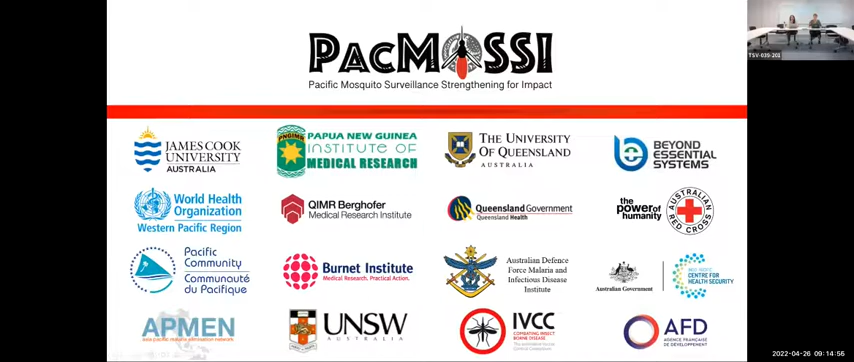 PACMOSSI
Pacific Mosquito Surveillance Strengthening for Impact
TSV-039-201
JAMES COOK
UNIVERSITY
AUSTRALIA
PNGIMR
PAPUA NEW GUINEA
INSTITUTE OF
MEDICAL RESEARCH
THE UNIVERSITY
OF QUEENSLAND
AUSTRALIA
BEYOND
ESSENTIAL
SYSTEMS
World Health
Organization
Western Pacific Region
QIMR Berghofer
Medical Research Institute
Queensland Government
Queensland Health
the
power of
humanity
AUSTRALIAN
RED CROSS
Pacific
Community
Communauté
du Pacifique
Burnet Institute
Medical Research. Practical Action.
Australian Defence
Force Malaria and
Infectious Disease
Institute
Australian Government
INDO-PACIFIC
CENTRE FOR
HEALTH SECURITY
APMEN
UNSW
AUSTRALIA
IVCC
COMBATING INSECT
BORNE DISEASE
AFD
AGENCE FRANÇAISE
DE DÉVELOPPEMENT
2022-04-26 09:14:56